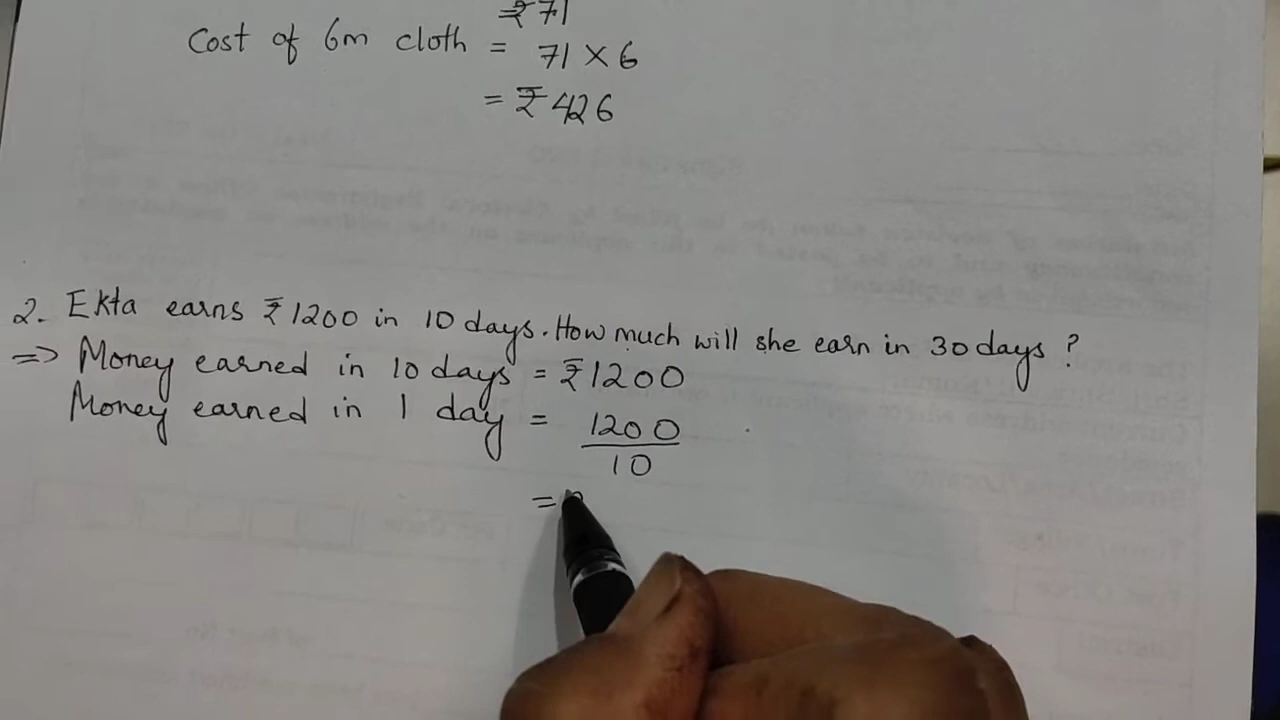 = ₹71
Cost of 6m cloth = 71 × 6
= ₹426
2. Ekta earns ₹1200 in 10 days. How much will she earn in 30 days ?
=> Money earned in 10 days = ₹1200
Money earned in 1 day = 1200
10
=